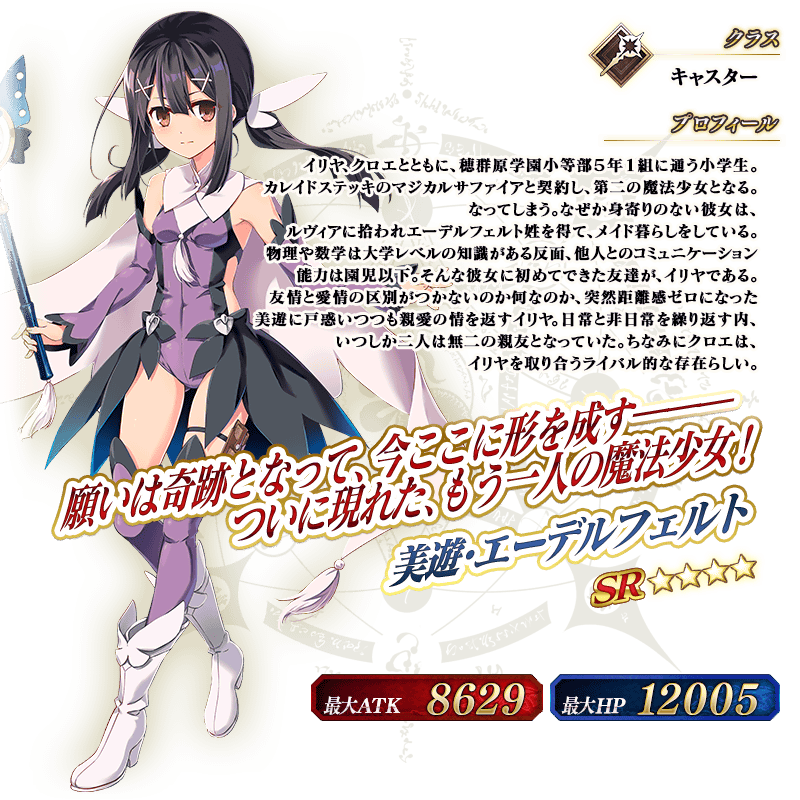 クラス
キャスター
プロフィール
イリヤ、クロエとともに、穂群原学園小等部5年1組に通う小学生。
カレイドステッキのマジカルサファイアと契約し、第二の魔法少女となる。
なってしまう。なぜか身寄りのない彼女は、
ルヴィアに拾われエーデルフェルト姓を得て、メイド暮らしをしている。
物理や数学は大学レベルの知識がある反面、他人とのコミュニケーション
能力は園児以下。そんな彼女に初めてできた友達が、イリヤである。
友情と愛情の区別がつかないのか何なのか、突然距離感ゼロになった
美遊に戸惑いつつも親愛の情を返すイリヤ。日常と非日常を繰り返す内、
いつしか二人は無二の親友となっていた。ちなみにクロエは、
イリヤを取り合うライバル的な存在らしい。
願いは奇跡となって、今ここに形を成す――
ついに現れた、もう一人の魔法少女！
美遊・エーデルフェルト
SR ☆☆☆☆
最大ATK 8629
最大HP 12005